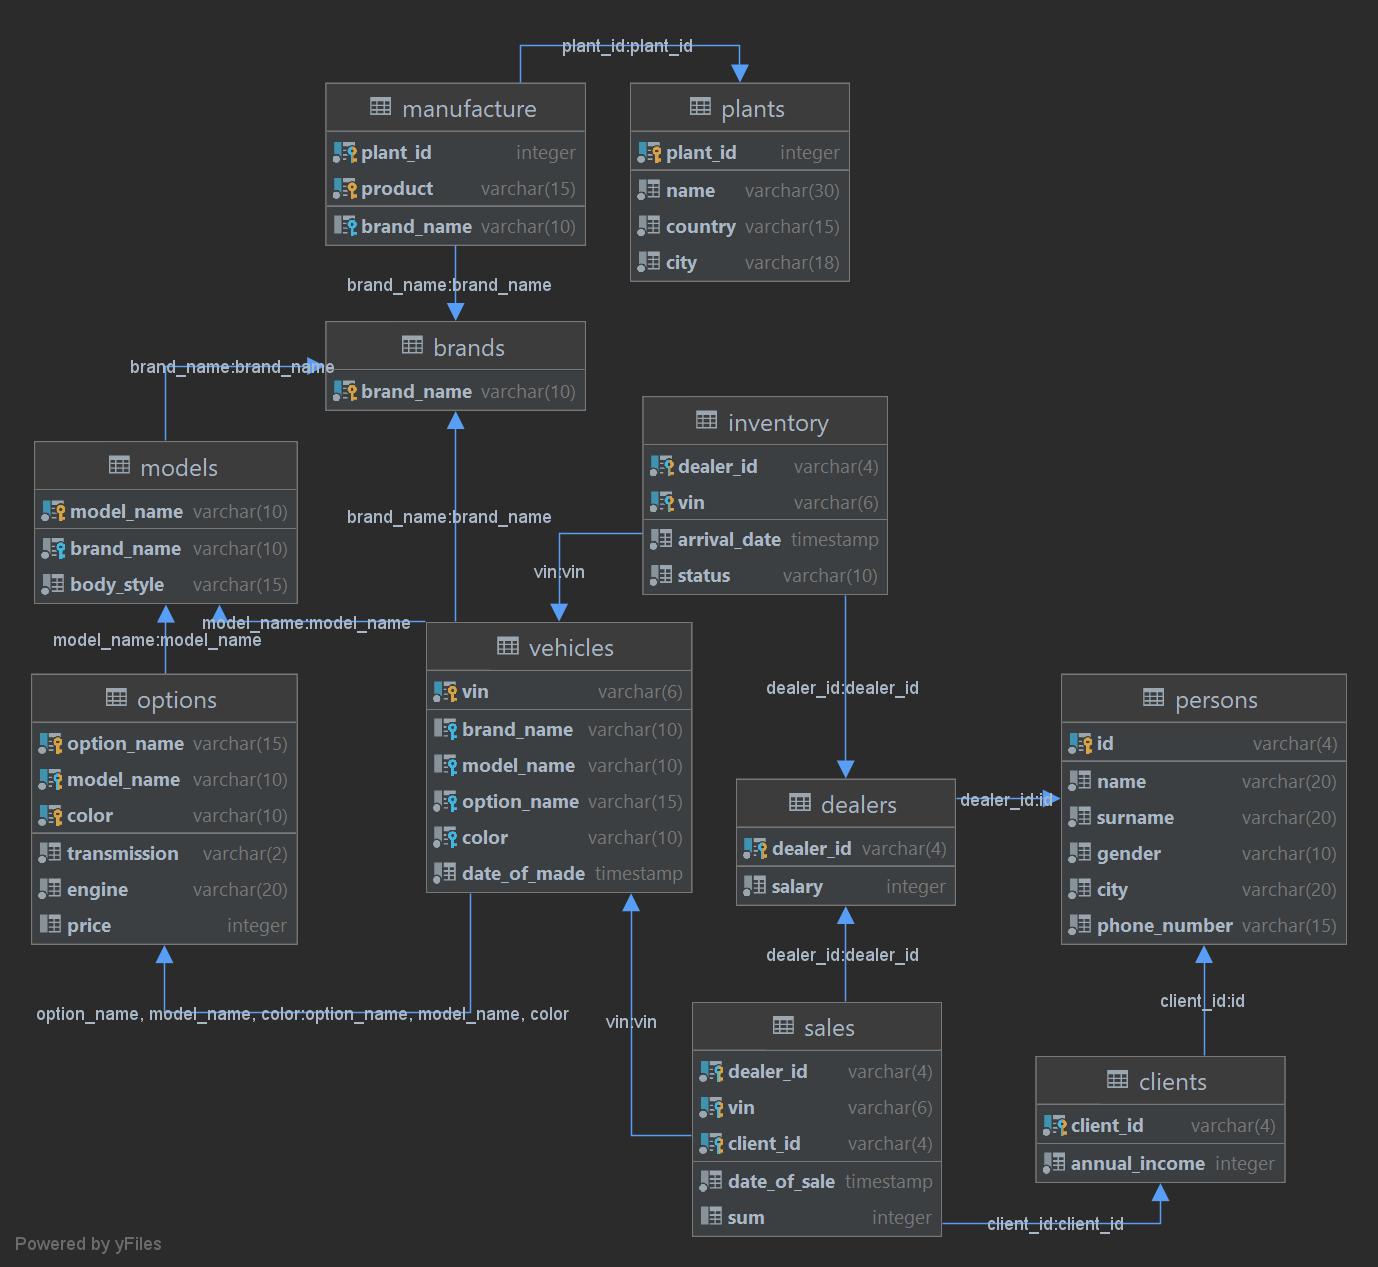 plant_id:plant_id
manufacture
plant_id integer
product varchar(15)
brand_name varchar(10)
plants
plant_id integer
name varchar(30)
country varchar(15)
city varchar(18)
brand_name:brand_name
brands
brand_name varchar(10)
brand_name:brand_name
models
model_name varchar(10)
brand_name varchar(10)
body_style varchar(15)
brand_name:brand_name
inventory
dealer_id varchar(4)
vin varchar(6)
arrival_date timestamp
status varchar(10)
vin:vin
model_name:model_name
model_name:model_name
options
option_name varchar(15)
model_name varchar(10)
color varchar(10)
transmission varchar(2)
engine varchar(20)
price integer
vehicles
vin varchar(6)
brand_name varchar(10)
model_name varchar(10)
option_name varchar(15)
color varchar(10)
date_of_made timestamp
dealer_id:dealer_id
dealers
dealer_id varchar(4)
salary integer
dealer_id:id
persons
id varchar(4)
name varchar(20)
surname varchar(20)
gender varchar(10)
city varchar(20)
phone_number varchar(15)
option_name, model_name, color:option_name, model_name, color
vin:vin
dealer_id:dealer_id
client_id:id
sales
dealer_id varchar(4)
vin varchar(6)
client_id varchar(4)
date_of_sale timestamp
sum integer
clients
client_id varchar(4)
annual_income integer
client_id:client_id
Powered by yFiles